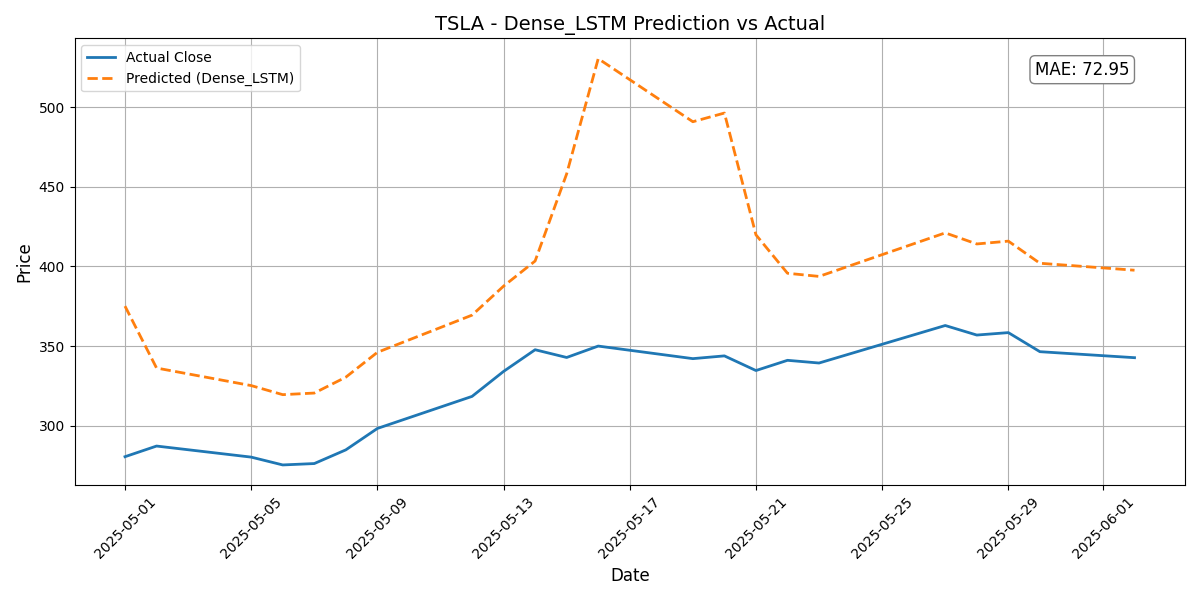 TSLA - Dense_LSTM Prediction vs Actual
Actual Close
Predicted (Dense_LSTM)
MAE: 72.95
Price
500
450
400
350
300
2025-05-01
2025-05-05
2025-05-09
2025-05-13
2025-05-17
2025-05-21
2025-05-25
2025-05-29
2025-06-01
Date